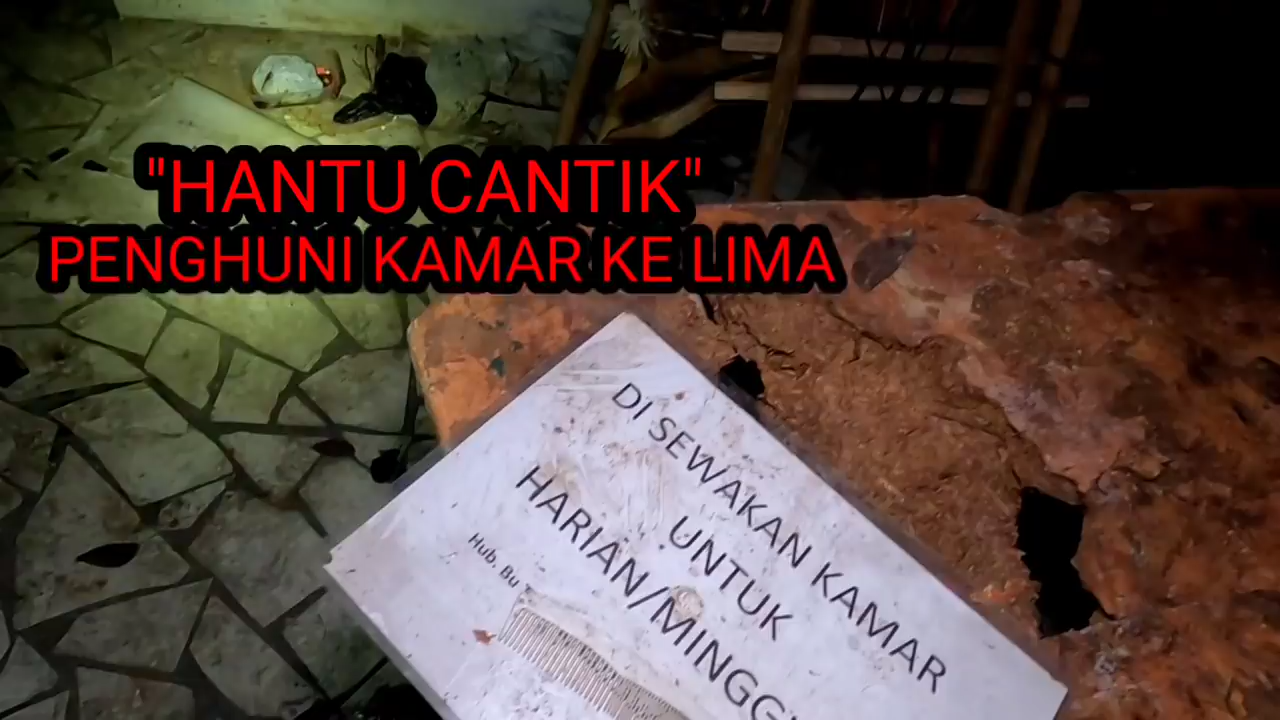 "HANTU CANTIK"
PENGHUNI KAMAR KE LIMA
DI SEWAKAN KAMAR
UNTUK
HARIAN/MINGG
Hub. Bu